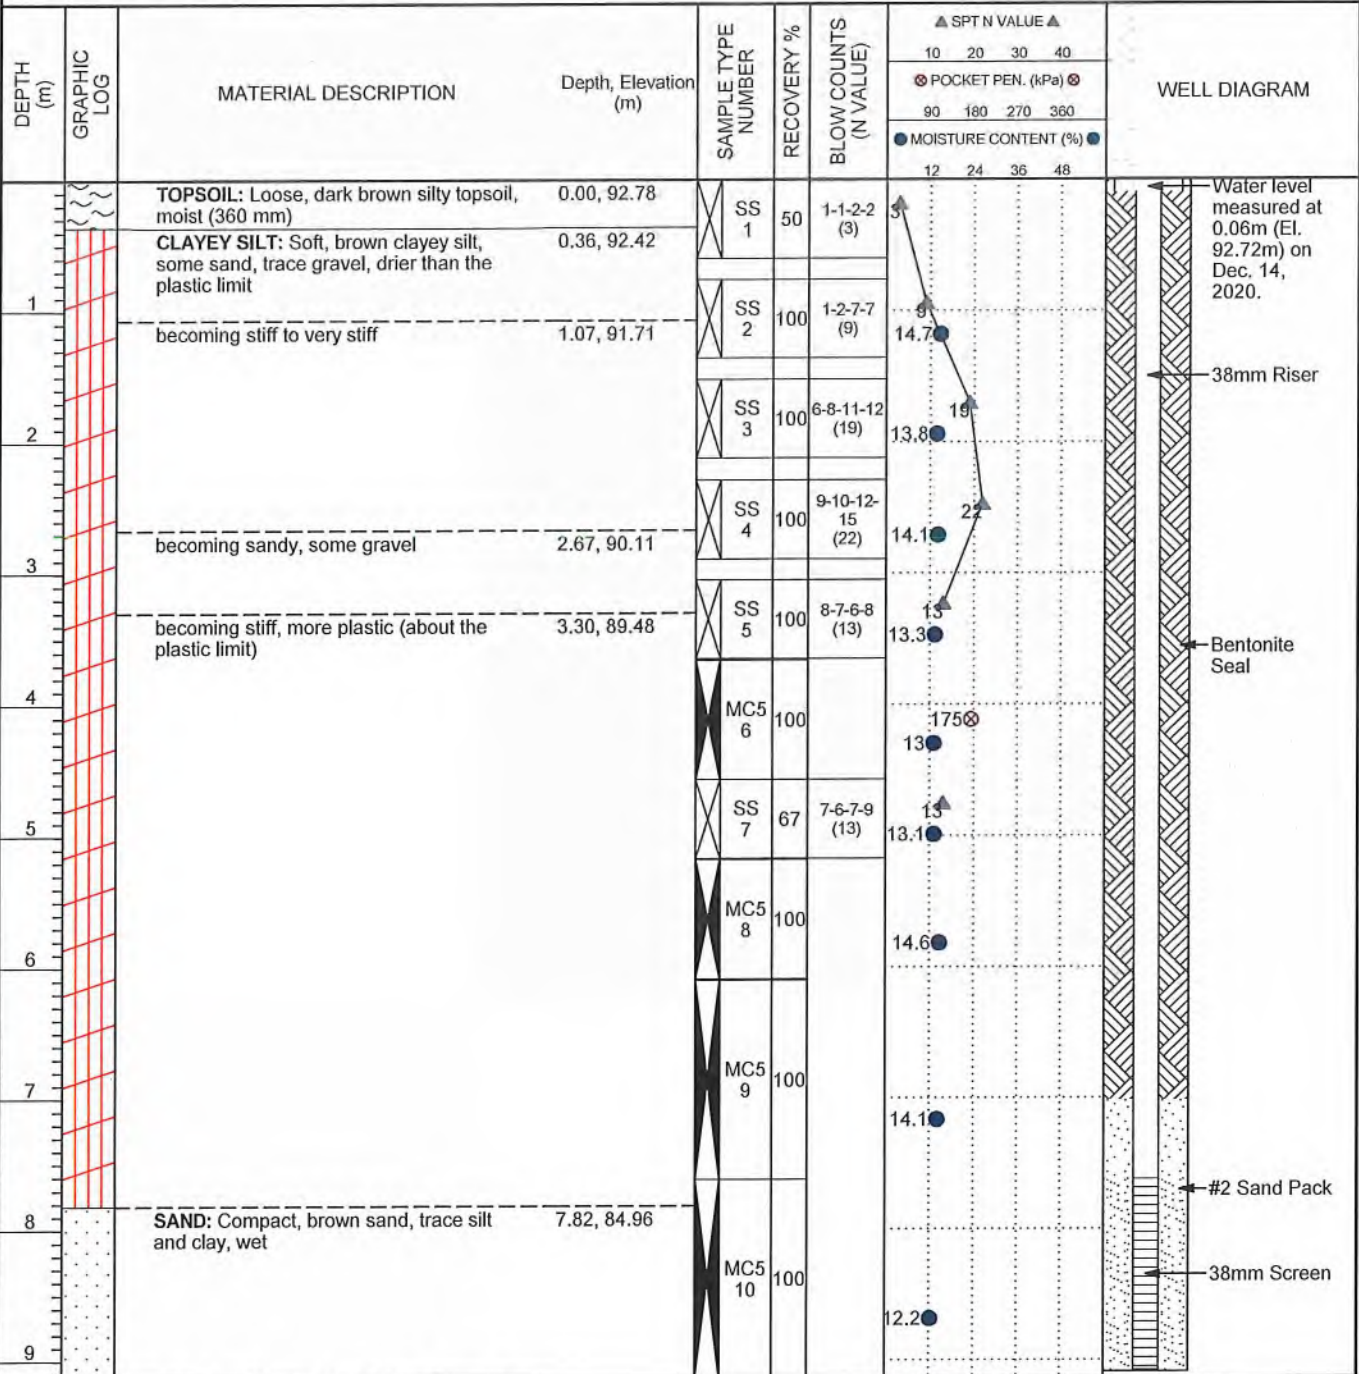 DEPTH
(m)
GRAPHIC
LOG
MATERIAL DESCRIPTION
Depth, Elevation
(m)
SAMPLE TYPE
NUMBER
RECOVERY %
BLOW COUNTS
(N VALUE)
SPT N VALUE
10 20 30 40
POCKET PEN. (kPa)
90 180 270 360
MOISTURE CONTENT (%)
12 24 36 48
WELL DIAGRAM
TOPSOIL: Loose, dark brown silty topsoil,
moist (360 mm)
0.00, 92.78
SS
1
50
1-1-2-2
(3)
3
Water level
measured at
0.06m (El.
92.72m) on
Dec. 14,
2020.
CLAYEY SILT: Soft, brown clayey silt,
some sand, trace gravel, drier than the
plastic limit
0.36, 92.42
1
SS
2
100
1-2-7-7
(9)
9
becoming stiff to very stiff
1.07, 91.71
14.7
38mm Riser
SS
3
100
6-8-11-12
(19)
19
2
13.8
SS
4
100
9-10-12-
15
(22)
22
becoming sandy, some gravel
2.67, 90.11
14.1
3
SS
5
100
8-7-6-8
(13)
13
becoming stiff, more plastic (about the
plastic limit)
3.30, 89.48
13.3
Bentonite
Seal
4
MC5
6
100
175
13
SS
7
67
7-6-7-9
(13)
13
5
13.1
MC5
8
100
14.6
6
MC5
9
100
7
14.1
#2 Sand Pack
8
SAND: Compact, brown sand, trace silt
and clay, wet
7.82, 84.96
MC5
10
100
38mm Screen
12.2
9